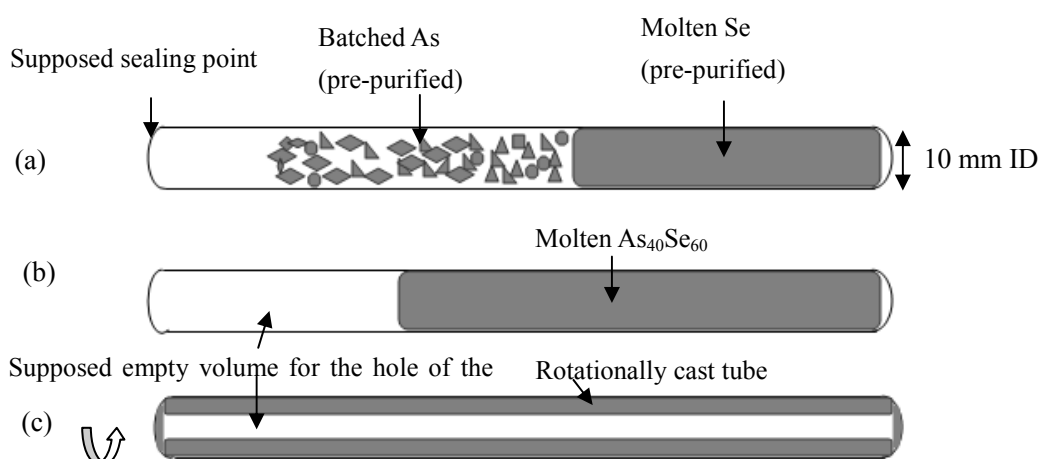 Batched As
(pre-purified)
Molten Se
(pre-purified)
Supposed sealing point
(a)
10 mm ID
Molten As₄₀Se₆₀
(b)
Supposed empty volume for the hole of the
Rotationally cast tube
(c)